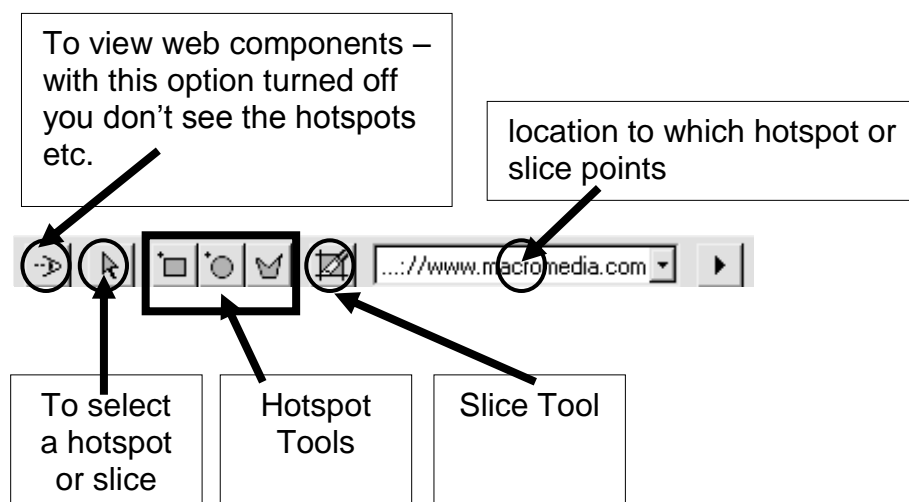 To view web components –
with this option turned off
you don’t see the hotspots
etc.
location to which hotspot or
slice points
...://www.macromedia.com
To select
a hotspot
or slice
Hotspot
Tools
Slice Tool